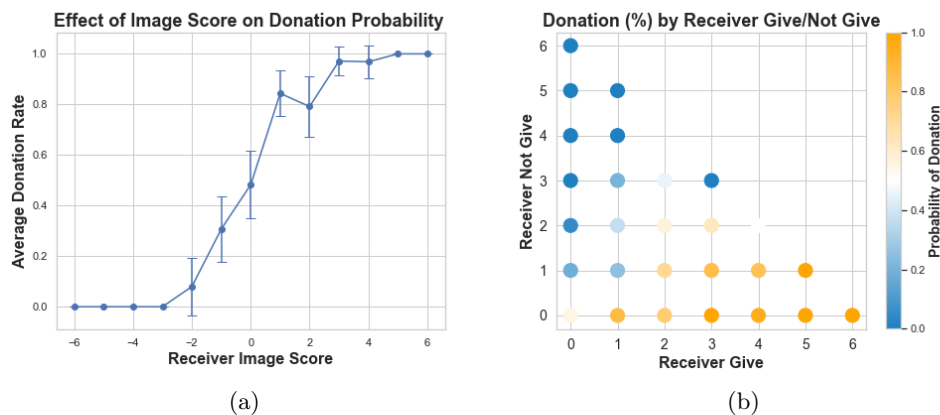 Effect of Image Score on Donation Probability
1.0
0.8
0.6
0.4
0.2
0.0
Average Donation Rate
−6 −4 −2 0 2 4 6
Receiver Image Score
(a)
Donation (%) by Receiver Give/Not Give
6
5
4
3
2
1
0
Receiver Not Give
0 1 2 3 4 5 6
Receiver Give
1.0
0.8
0.6
0.4
0.2
0.0
Probability of Donation
(b)